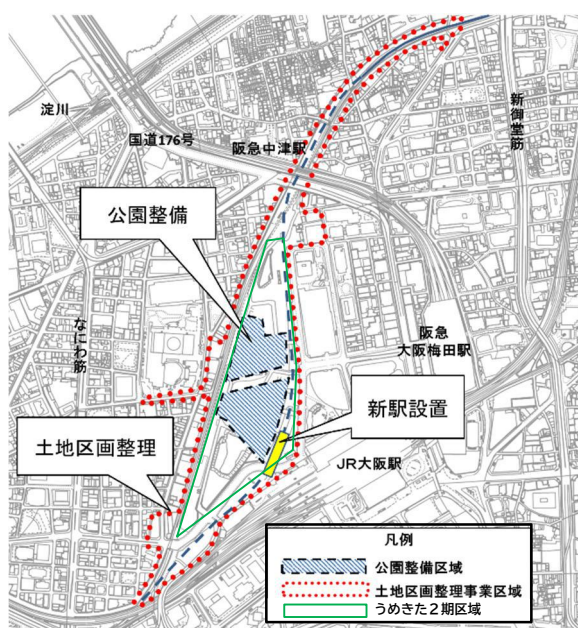 淀川
国道176号
阪急中津駅
新御堂筋
公園整備
なにわ筋
阪急
大阪梅田駅
新駅設置
土地区画整理
JR大阪駅
凡例
公園整備区域
土地区画整理事業区域
うめきた２期区域